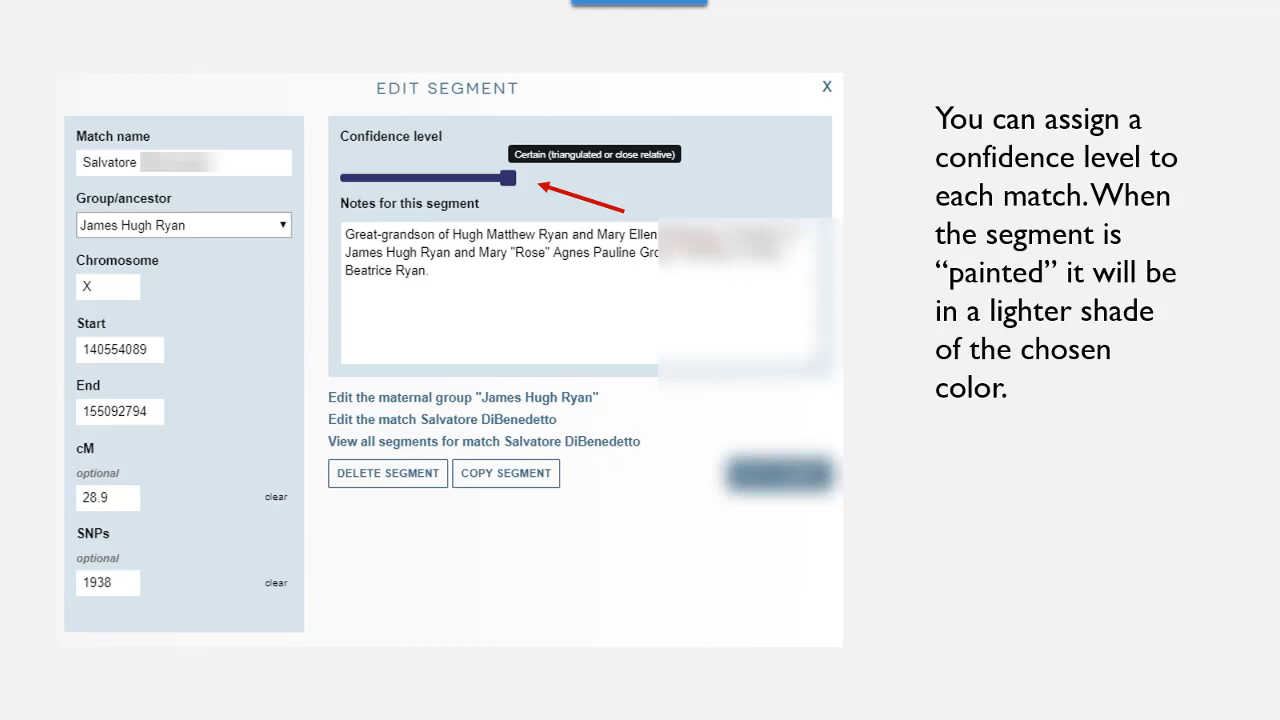 EDIT SEGMENT
X
Match name
Salvatore
Group/ancestor
James Hugh Ryan
Chromosome
X
Start
140554089
End
155092794
cM
optional
28.9
clear
SNPs
optional
1938
clear
Confidence level
Certain (triangulated or close relative)
Notes for this segment
Great-grandson of Hugh Matthew Ryan and Mary Ellen
James Hugh Ryan and Mary "Rose" Agnes Pauline
Beatrice Ryan.
Edit the maternal group "James Hugh Ryan"
Edit the match Salvatore DiBenedetto
View all segments for match Salvatore DiBenedetto
DELETE SEGMENT
COPY SEGMENT
You can assign a
confidence level to
each match. When
the segment is
“painted” it will be
in a lighter shade
of the chosen
color.